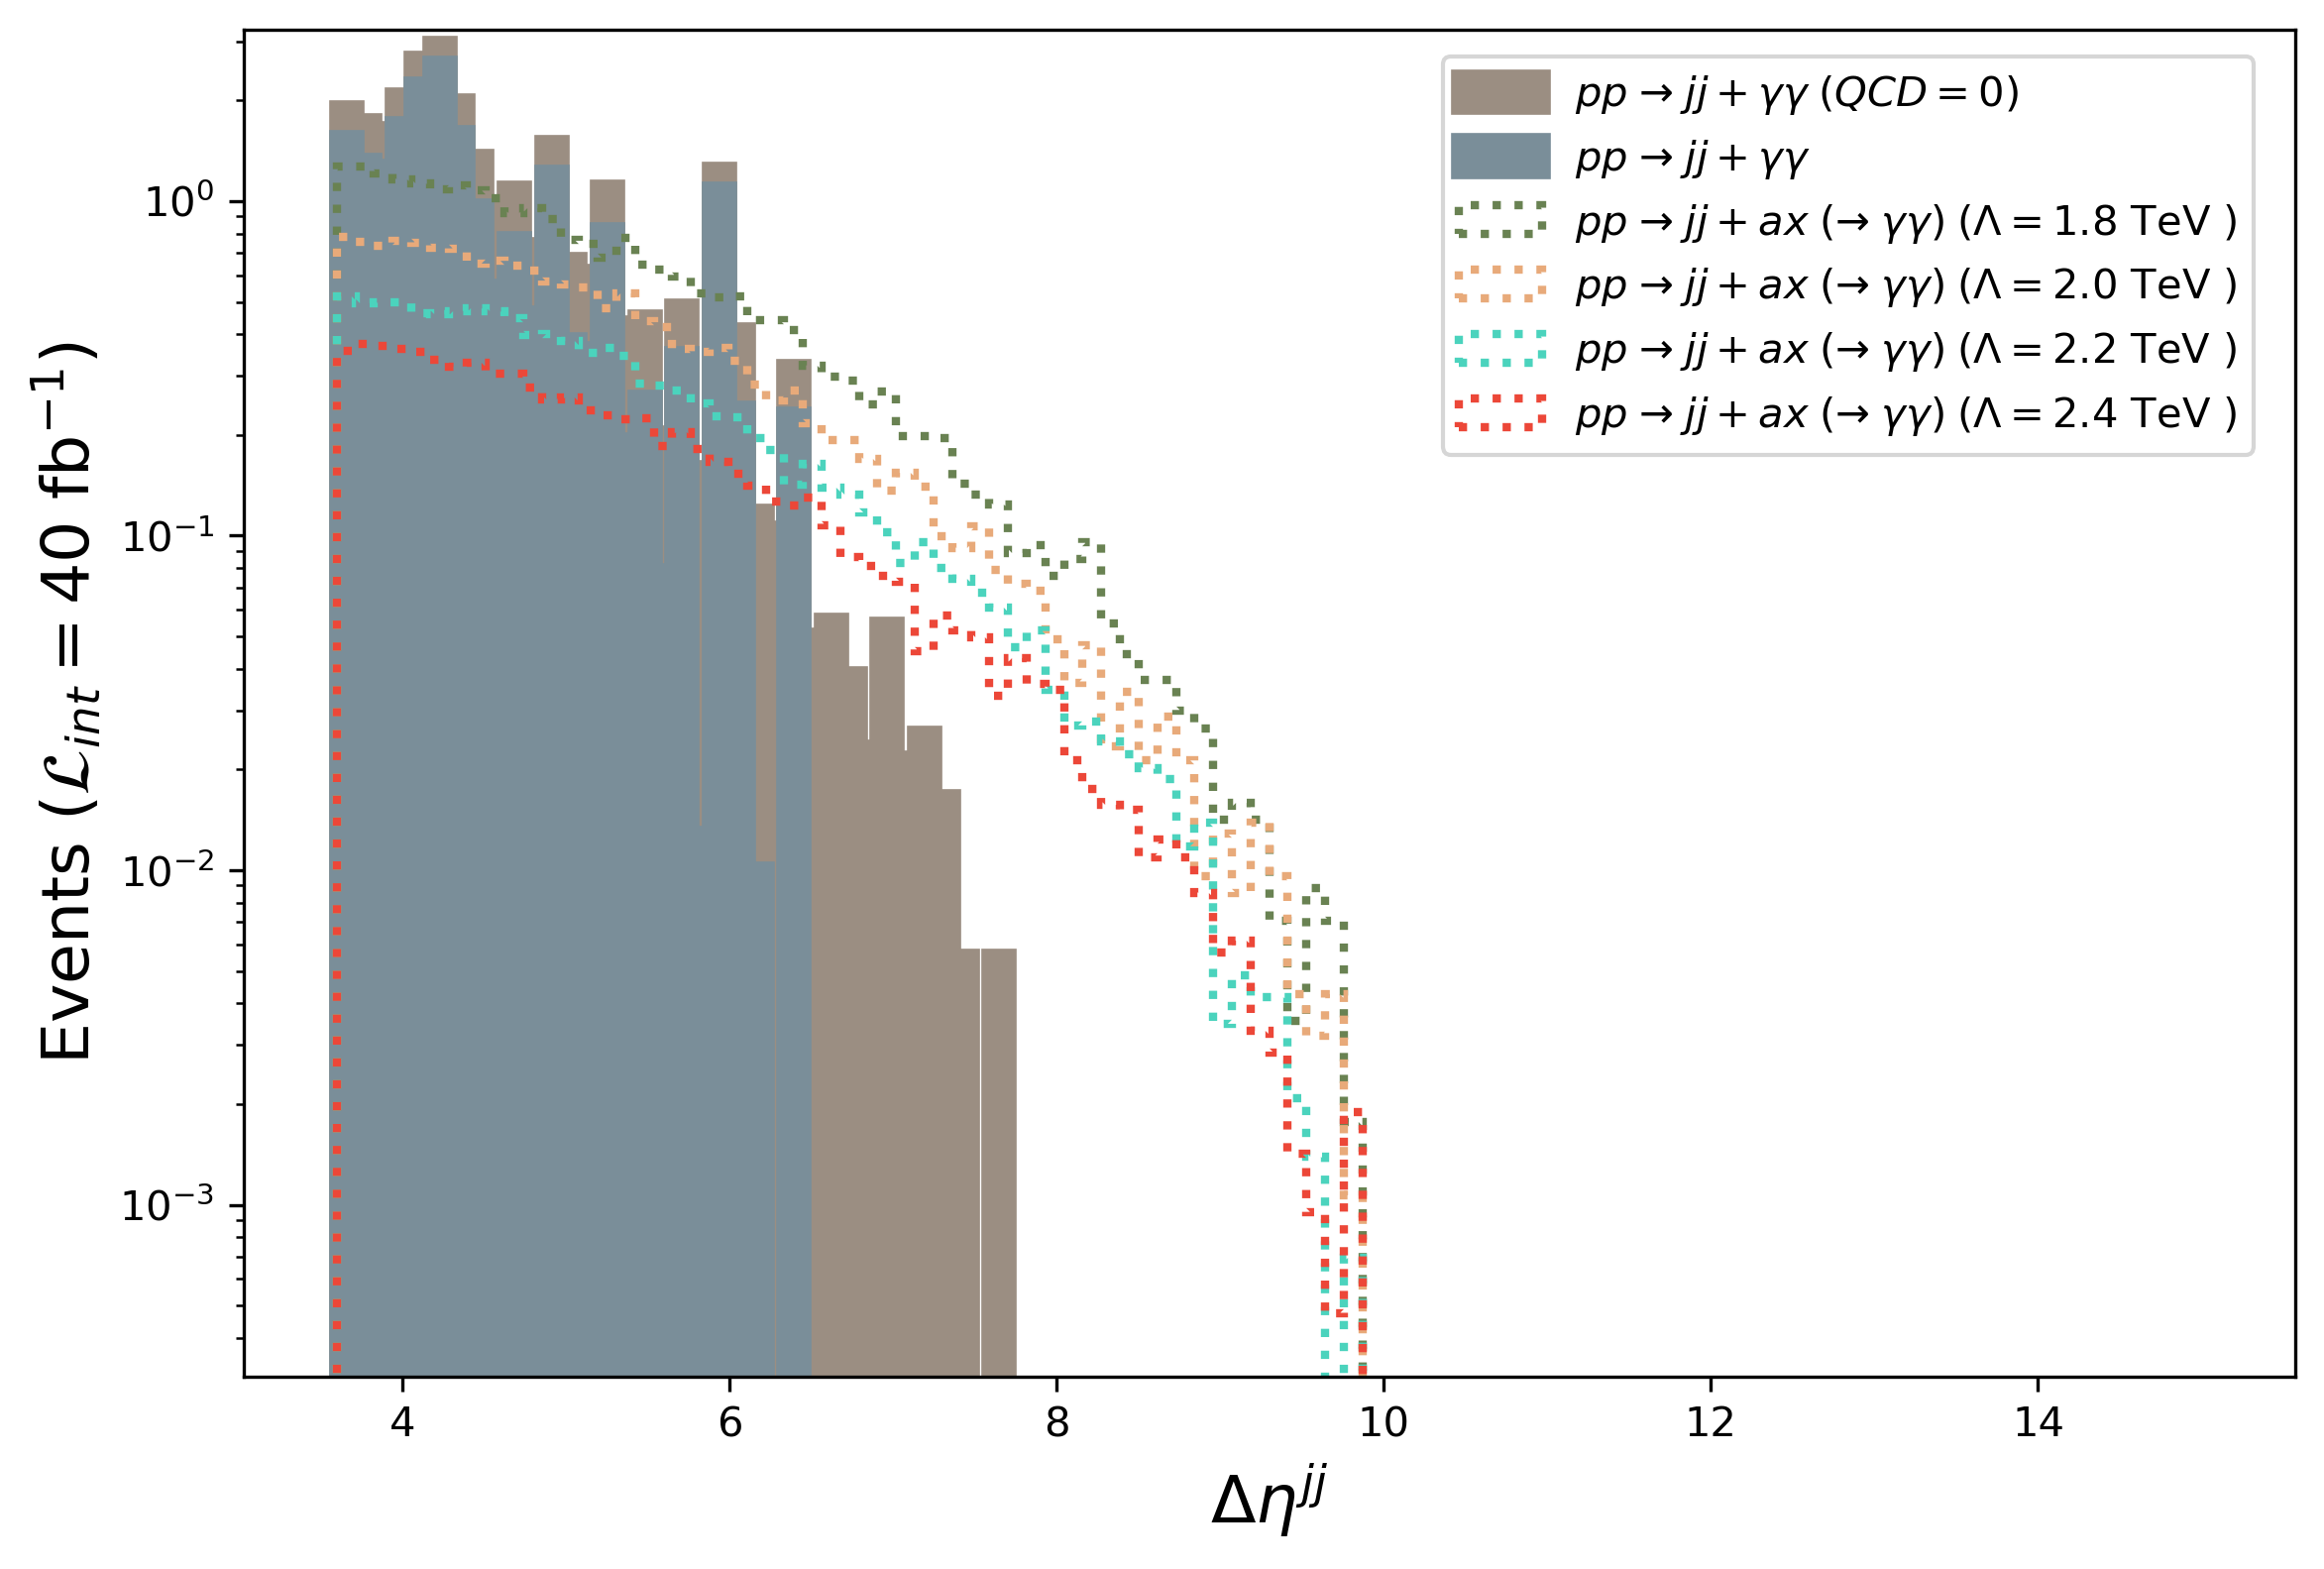 pp → jj + γγ (QCD = 0)
pp → jj + γγ
pp → jj + ax (→ γγ) (Λ = 1.8 TeV )
pp → jj + ax (→ γγ) (Λ = 2.0 TeV )
pp → jj + ax (→ γγ) (Λ = 2.2 TeV )
pp → jj + ax (→ γγ) (Λ = 2.4 TeV )
Events (ℒ_int = 40 fb⁻¹)
10⁰
10⁻¹
10⁻²
10⁻³
4 6 8 10 12 14
Δη^jj